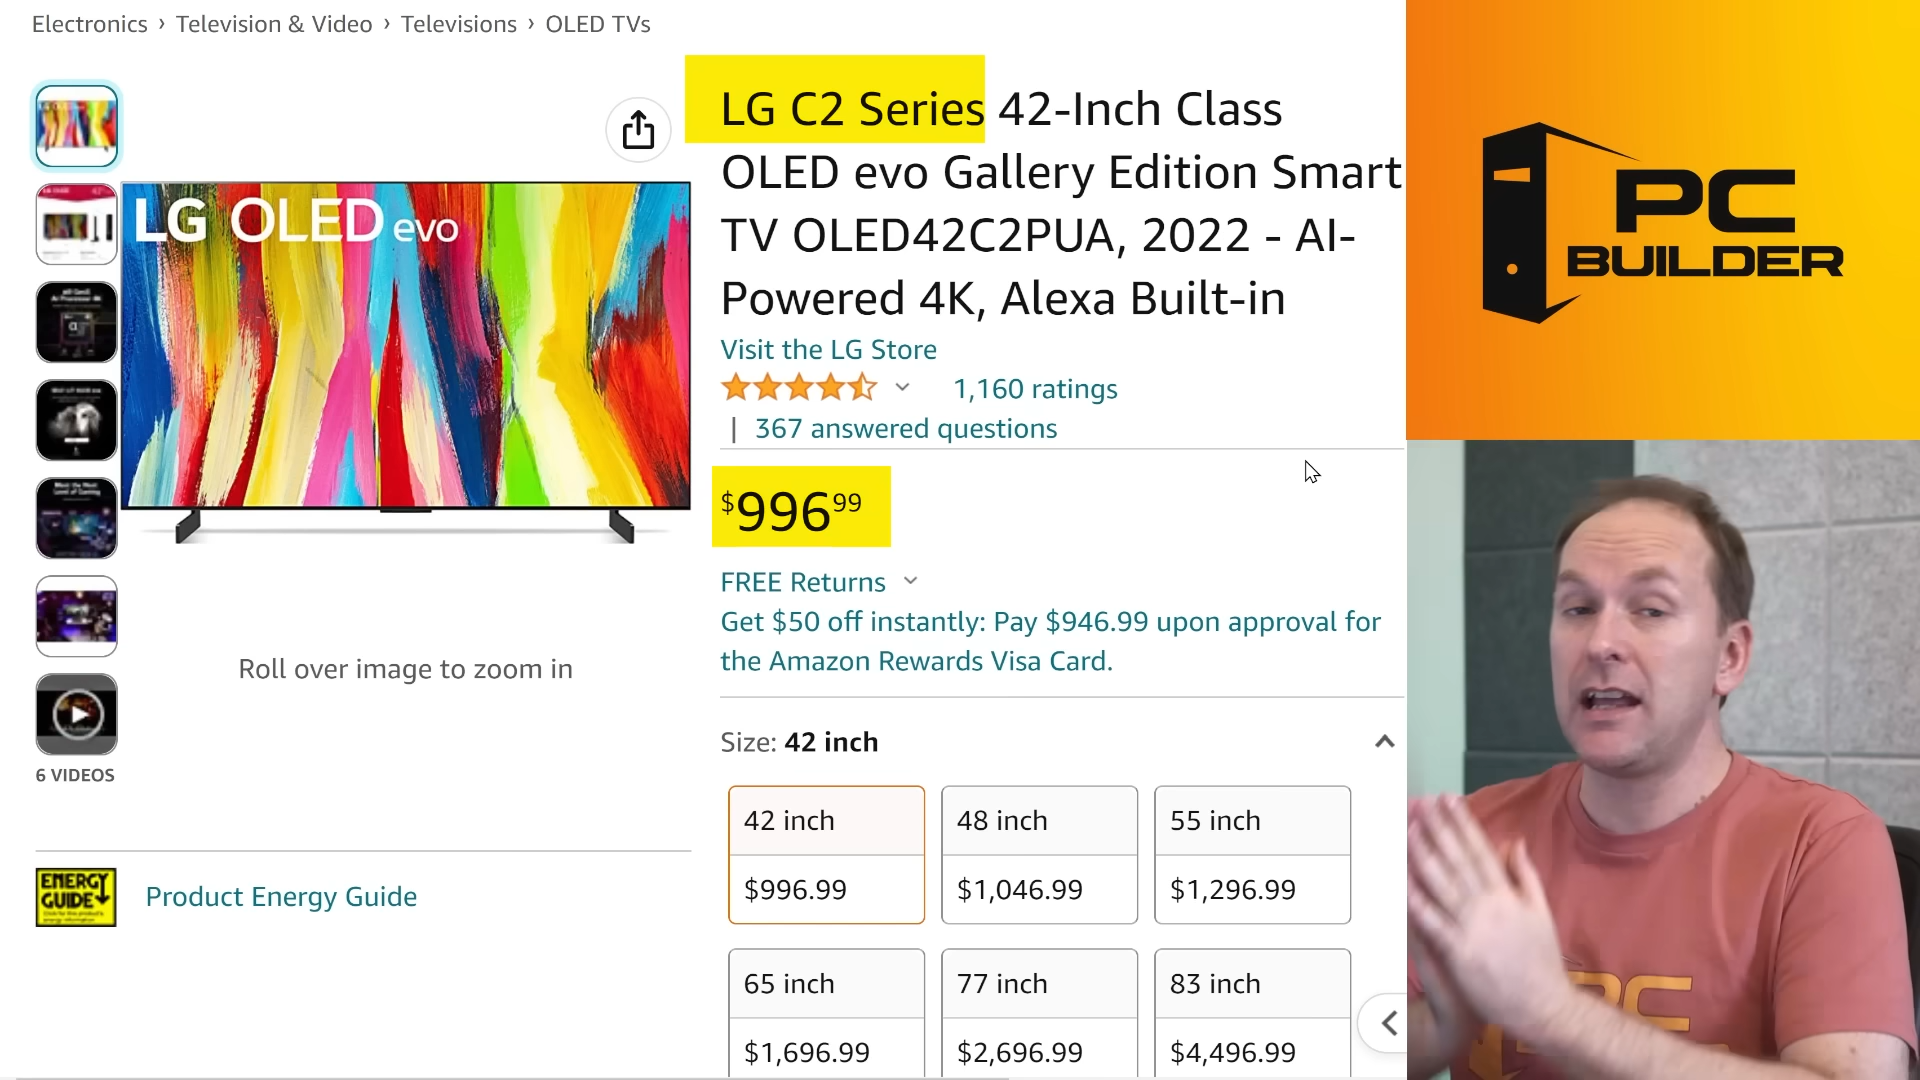 Electronics › Television & Video › Televisions › OLED TVs
LG OLED evo
6 VIDEOS
Roll over image to zoom in
ENERGY
GUIDE
Product Energy Guide
LG C2 Series 42-Inch Class
OLED evo Gallery Edition Smart
TV OLED42C2PUA, 2022 - AI-
Powered 4K, Alexa Built-in
Visit the LG Store
1,160 ratings
| 367 answered questions
$996.99
FREE Returns
Get $50 off instantly: Pay $946.99 upon approval for
the Amazon Rewards Visa Card.
Size: 42 inch
42 inch 48 inch 55 inch
$996.99 $1,046.99 $1,296.99
65 inch 77 inch 83 inch
$1,696.99 $2,696.99 $4,496.99
PC
BUILDER
PC